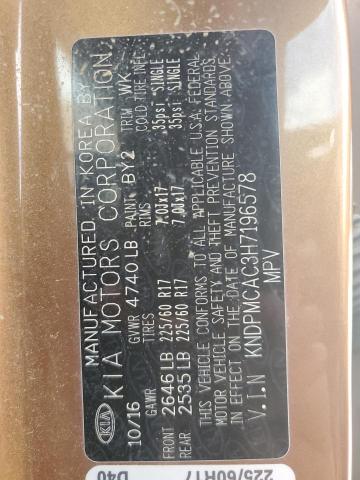 MANUFACTURED IN KOREA BY
KIA KIA MOTORS CORPORATION
10/16 GVWR 4740LB PAINT BY2 TRIM WK
GAWR TIRES RIMS COLD TIRE INFL
FRONT 2646LB 225/60 R17 7.0Jx17 35psi SINGLE
REAR 2535LB 225/60 R17 7.0Jx17 35psi SINGLE
THIS VEHICLE CONFORMS TO ALL APPLICABLE U.S.A. FEDERAL
MOTOR VEHICLE SAFETY AND THEFT PREVENTION STANDARDS
IN EFFECT ON THE DATE OF MANUFACTURE SHOWN ABOVE.
V.I.N KNDPMCAC3H7196578
MPV
225/60R17
D40